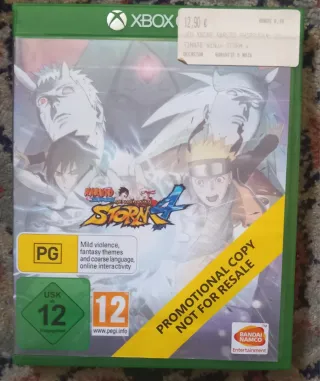 XBOX
12,50 €
NARUTO
STORM 4
PG
Mild violence,
fantasy themes
and coarse language,
online interactivity
USK
12
12
www.pegi.info
PROMOTIONAL COPY
NOT FOR RESALE
BANDAI
NAMCO
Entertainment